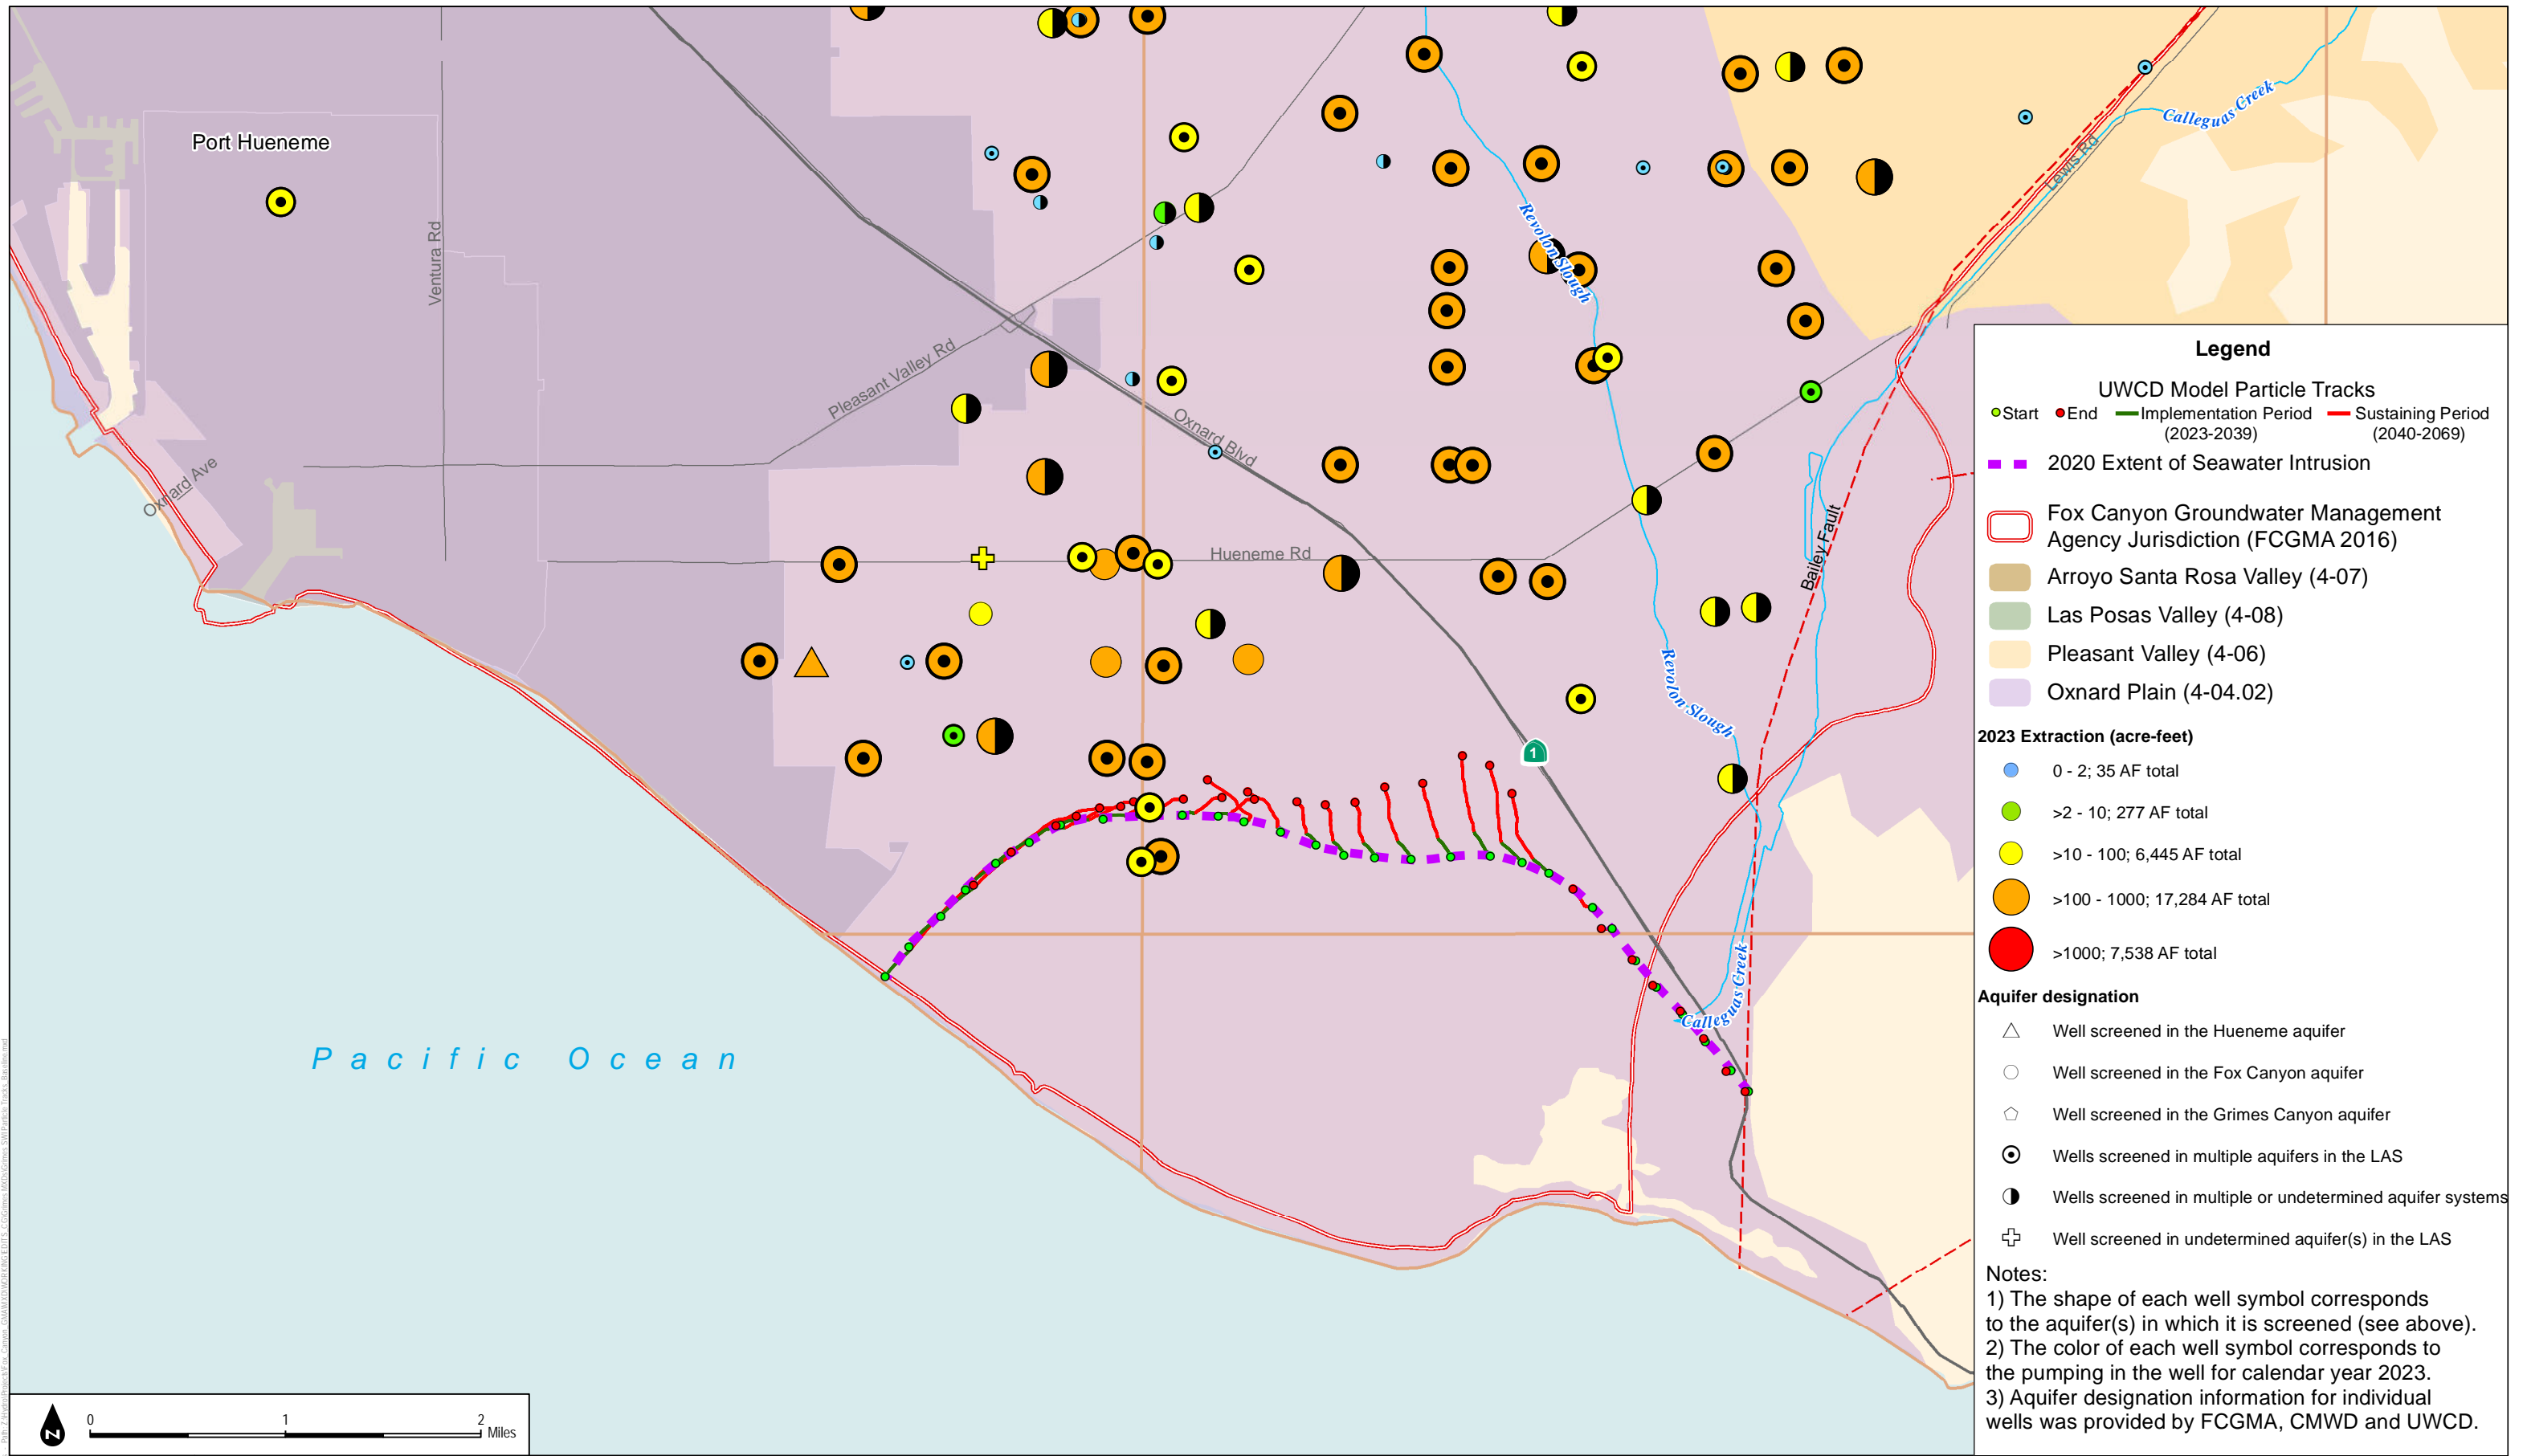 Port Hueneme
Ventura Rd
Oxnard Ave
Pleasant Valley Rd
Oxnard Blvd
Hueneme Rd
Revolon Slough
Revolon Slough
Calleguas Creek
Lewis Rd
Bailey Fault
1
Calleguas Creek
Pacific Ocean
N
0 1 2
Miles
Legend
UWCD Model Particle Tracks
Start End Implementation Period Sustaining Period
(2023-2039) (2040-2069)
2020 Extent of Seawater Intrusion
Fox Canyon Groundwater Management
Agency Jurisdiction (FCGMA 2016)
Arroyo Santa Rosa Valley (4-07)
Las Posas Valley (4-08)
Pleasant Valley (4-06)
Oxnard Plain (4-04.02)
2023 Extraction (acre-feet)
0 - 2; 35 AF total
>2 - 10; 277 AF total
>10 - 100; 6,445 AF total
>100 - 1000; 17,284 AF total
>1000; 7,538 AF total
Aquifer designation
Well screened in the Hueneme aquifer
Well screened in the Fox Canyon aquifer
Well screened in the Grimes Canyon aquifer
Wells screened in multiple aquifers in the LAS
Wells screened in multiple or undetermined aquifer systems
Well screened in undetermined aquifer(s) in the LAS
Notes:
1) The shape of each well symbol corresponds
to the aquifer(s) in which it is screened (see above).
2) The color of each well symbol corresponds to
the pumping in the well for calendar year 2023.
3) Aquifer designation information for individual
wells was provided by FCGMA, CMWD and UWCD.